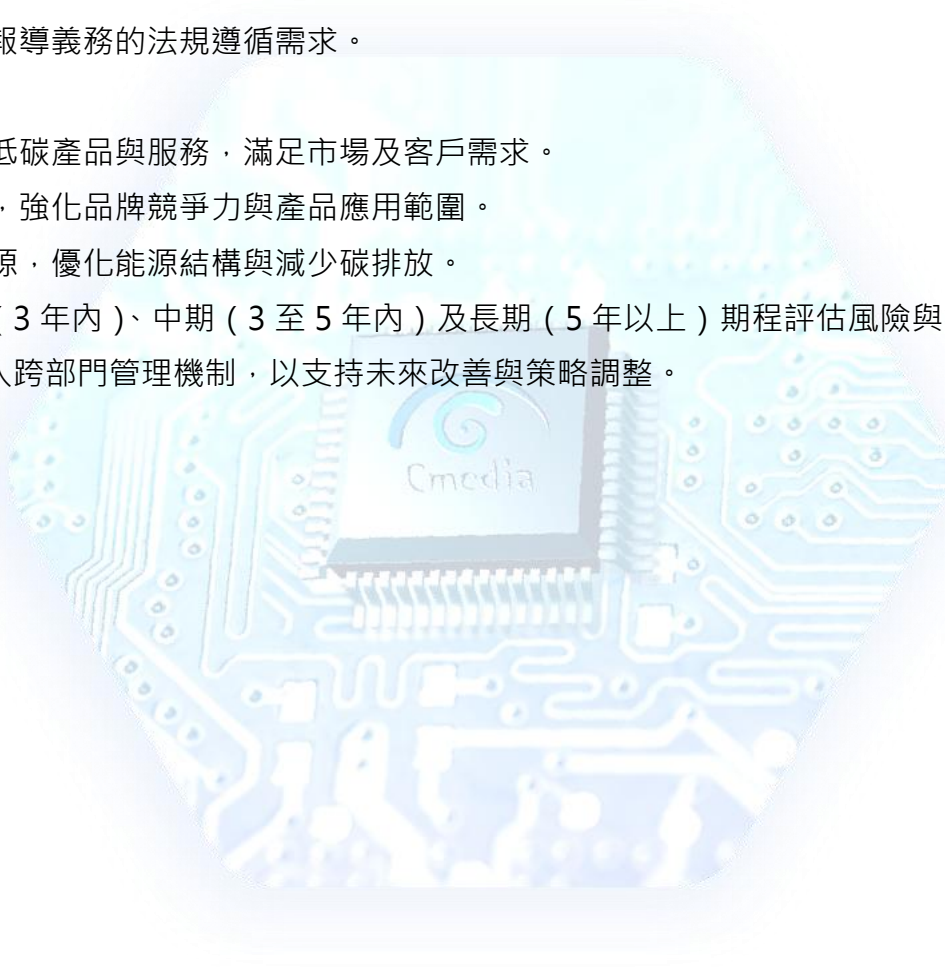 報導義務的法規遵循需求。
低碳產品與服務，滿足市場及客戶需求。
，強化品牌競爭力與產品應用範圍。
源，優化能源結構與減少碳排放。
（3 年內）、中期（3 至 5 年內）及長期（5 年以上）期程評估風險與
入跨部門管理機制，以支持未來改善與策略調整。
Cmedia